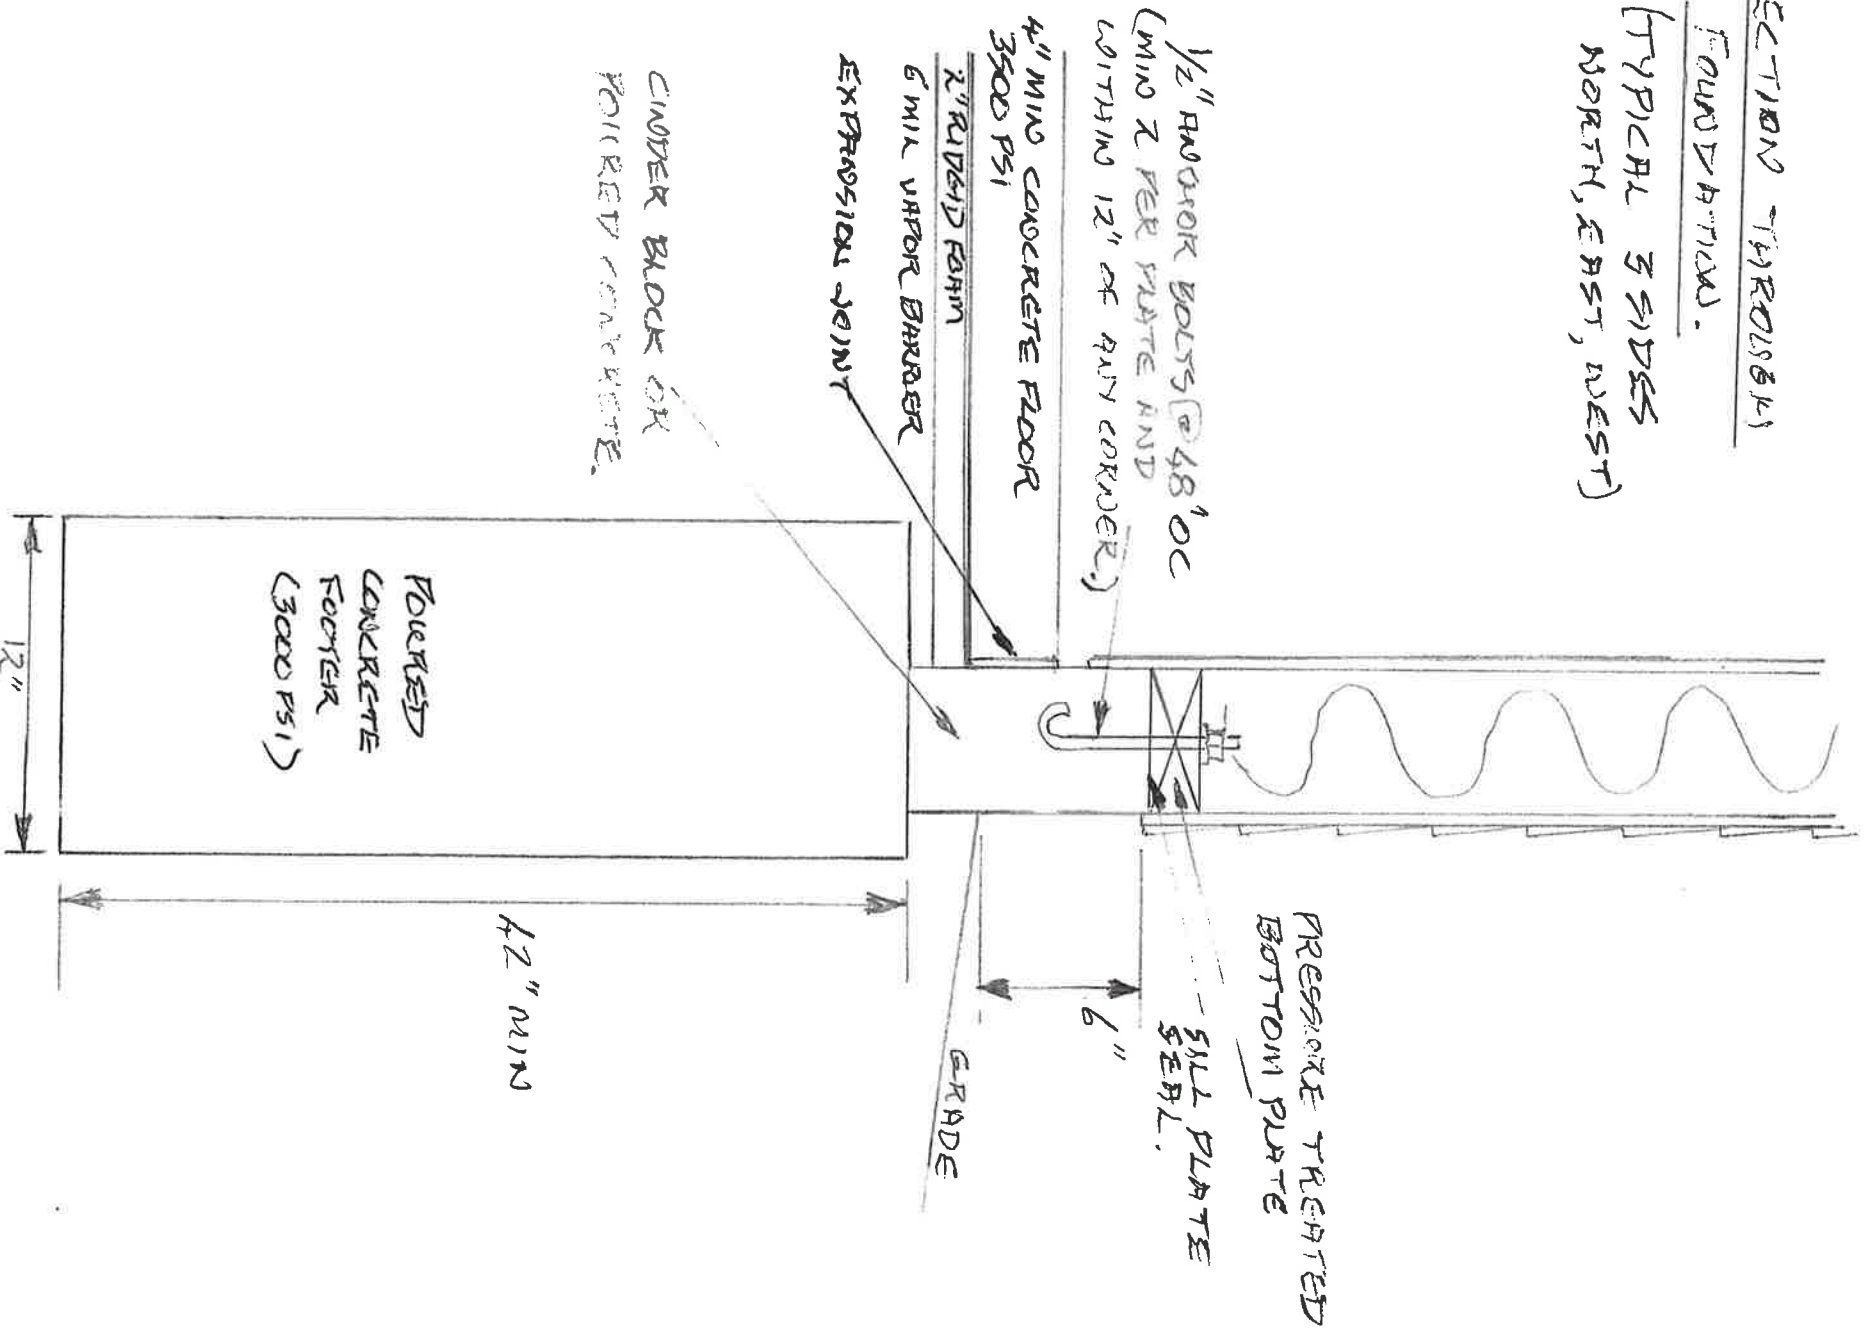 ECTION THROUGH
FOUNDATION.
(TYPICAL 3 SIDES
NORTH, EAST, WEST)
1/2" ANCHOR BOLTS @ 48" OC
(MIN 2 PER PLATE AND
WITHIN 12" OF ANY CORNER.)
4" MIN CONCRETE FLOOR
3500 PSI
2" RIDGID FOAM
6 MIL VAPOR BARRIER
EXPANSION JOINT
CINDER BLOCK OR
POURED CONCRETE.
PRESSURE TREATED
BOTTOM PLATE
SILL PLATE
SEAL.
6"
GRADE
42" MIN
POURED
CONCRETE
FOOTER
(3000 PSI)
12"